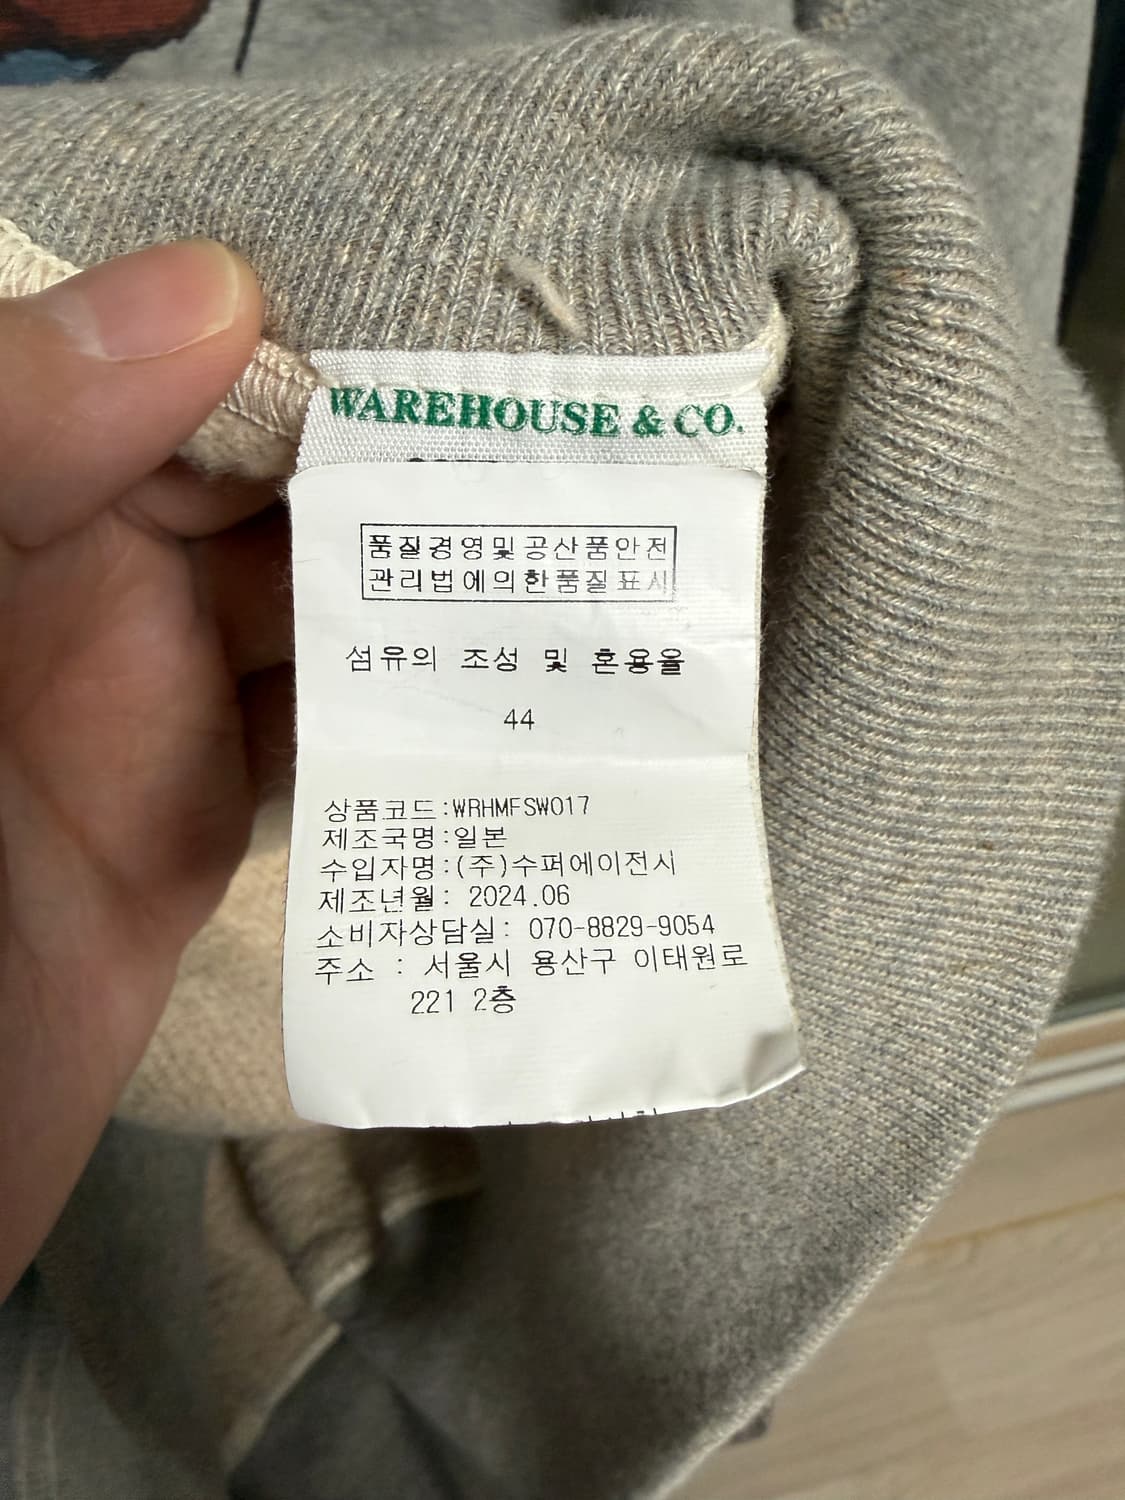 WAREHOUSE & CO.
품질경영및공산품안전
관리법에의한품질표시
섬유의 조성 및 혼용율
44
상품코드:WRHMFSW017
제조국명:일본
수입자명:(주)수퍼에이전시
제조년월: 2024.06
소비자상담실: 070-8829-9054
주소 : 서울시 용산구 이태원로
221 2층